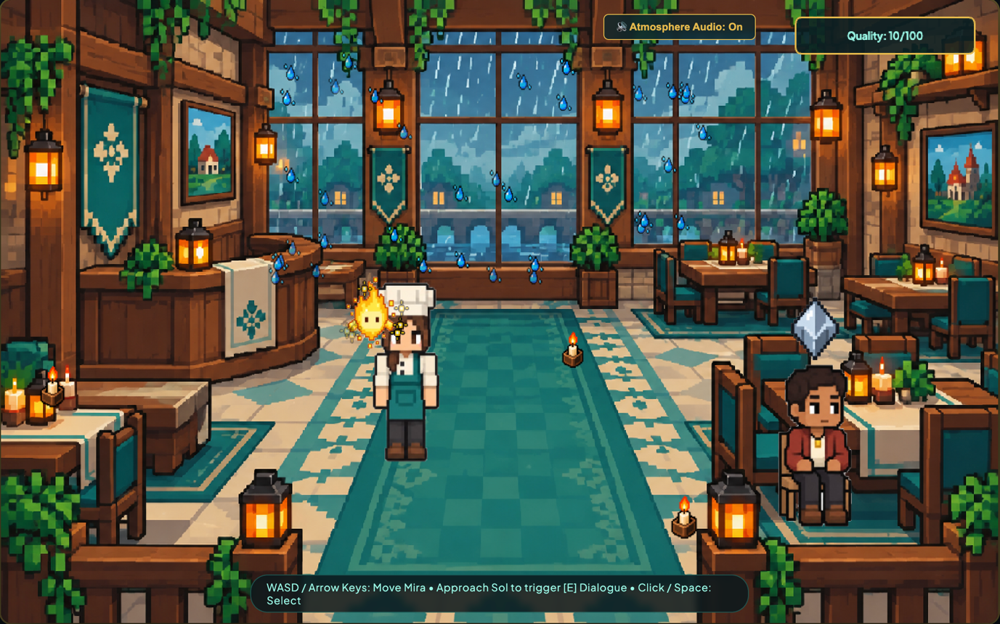 Atmosphere Audio: On
Quality: 10/100
WASD / Arrow Keys: Move Mira • Approach Sol to trigger [E] Dialogue • Click / Space:
Select